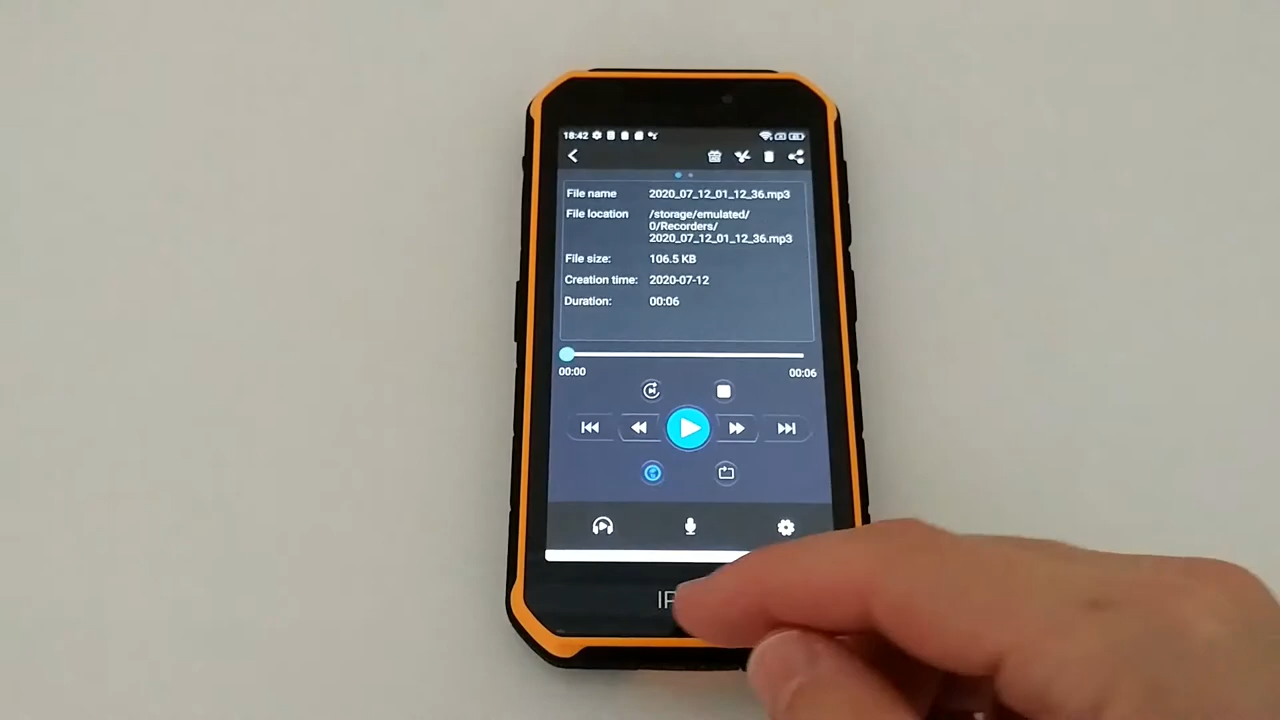 18:42
File name 2020_07_12_01_12_36.mp3
File location /storage/emulated/
0/Recorders/
2020_07_12_01_12_36.mp3
File size: 106.5 KB
Creation time: 2020-07-12
Duration: 00:06
00:00 00:06
IP